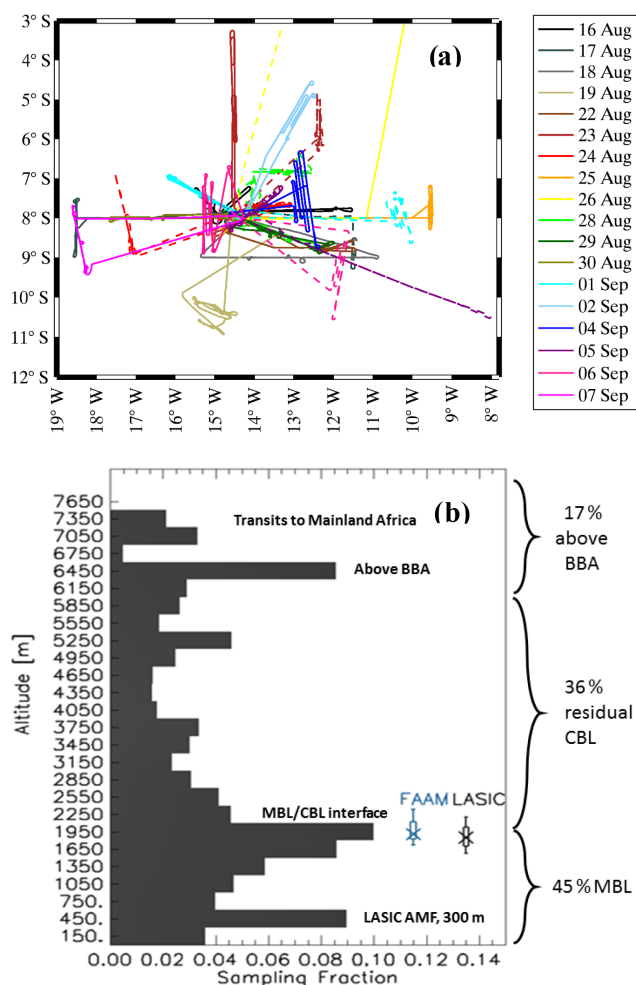 3° S
4° S
5° S
6° S
7° S
8° S
9° S
10° S
11° S
12° S
19° W
18° W
17° W
16° W
15° W
14° W
13° W
12° W
11° W
10° W
9° W
8° W
(a)
16 Aug
17 Aug
18 Aug
19 Aug
22 Aug
23 Aug
24 Aug
25 Aug
26 Aug
28 Aug
29 Aug
30 Aug
01 Sep
02 Sep
04 Sep
05 Sep
06 Sep
07 Sep
(b)
Altitude [m]
7650
7350
7050
6750
6450
6150
5850
5550
5250
4950
4650
4350
4050
3750
3450
3150
2850
2550
2250
1950
1650
1350
1050
750.
450.
150.
Transits to Mainland Africa
Above BBA
MBL/CBL interface
FAAM LASIC
LASIC AMF, 300 m
0.00 0.02 0.04 0.06 0.08 0.10 0.12 0.14
Sampling Fraction
17%
above
BBA
36%
residual
CBL
45% MBL